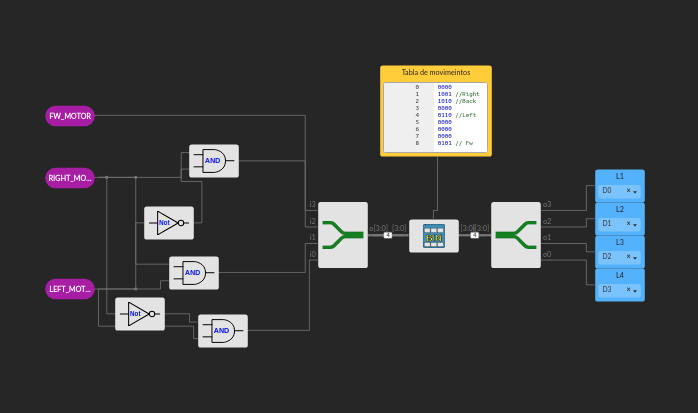 Tabla de movimeintos
0 0000
1 1001 //Right
2 1010 //Back
3 0000
4 0110 //Left
5 0000
6 0000
7 0000
8 0101 // Fw
FW_MOTOR
AND
RIGHT_MO...
L1
D0
Not
i3
o3
L2
i2
o[3:0]
[3:0]
[3:0]
[3:0]
o2
D1
4
4
i1
o1
L3
i0
o0
D2
AND
L4
LEFT_MOT...
D3
Not
AND